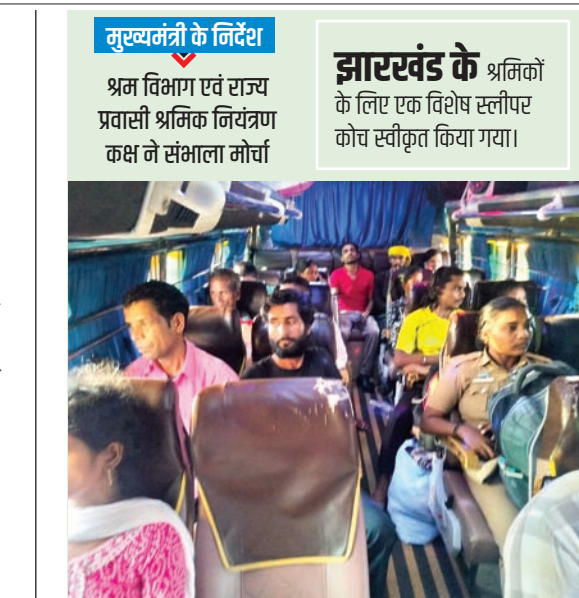 मुख्यमंत्री के निर्देश
श्रम विभाग एवं राज्य
प्रवासी श्रमिक नियंत्रण
कक्ष ने संभाला मोर्चा
झारखंड के श्रमिकों
के लिए एक विशेष स्लीपर
कोच स्वीकृत किया गया।